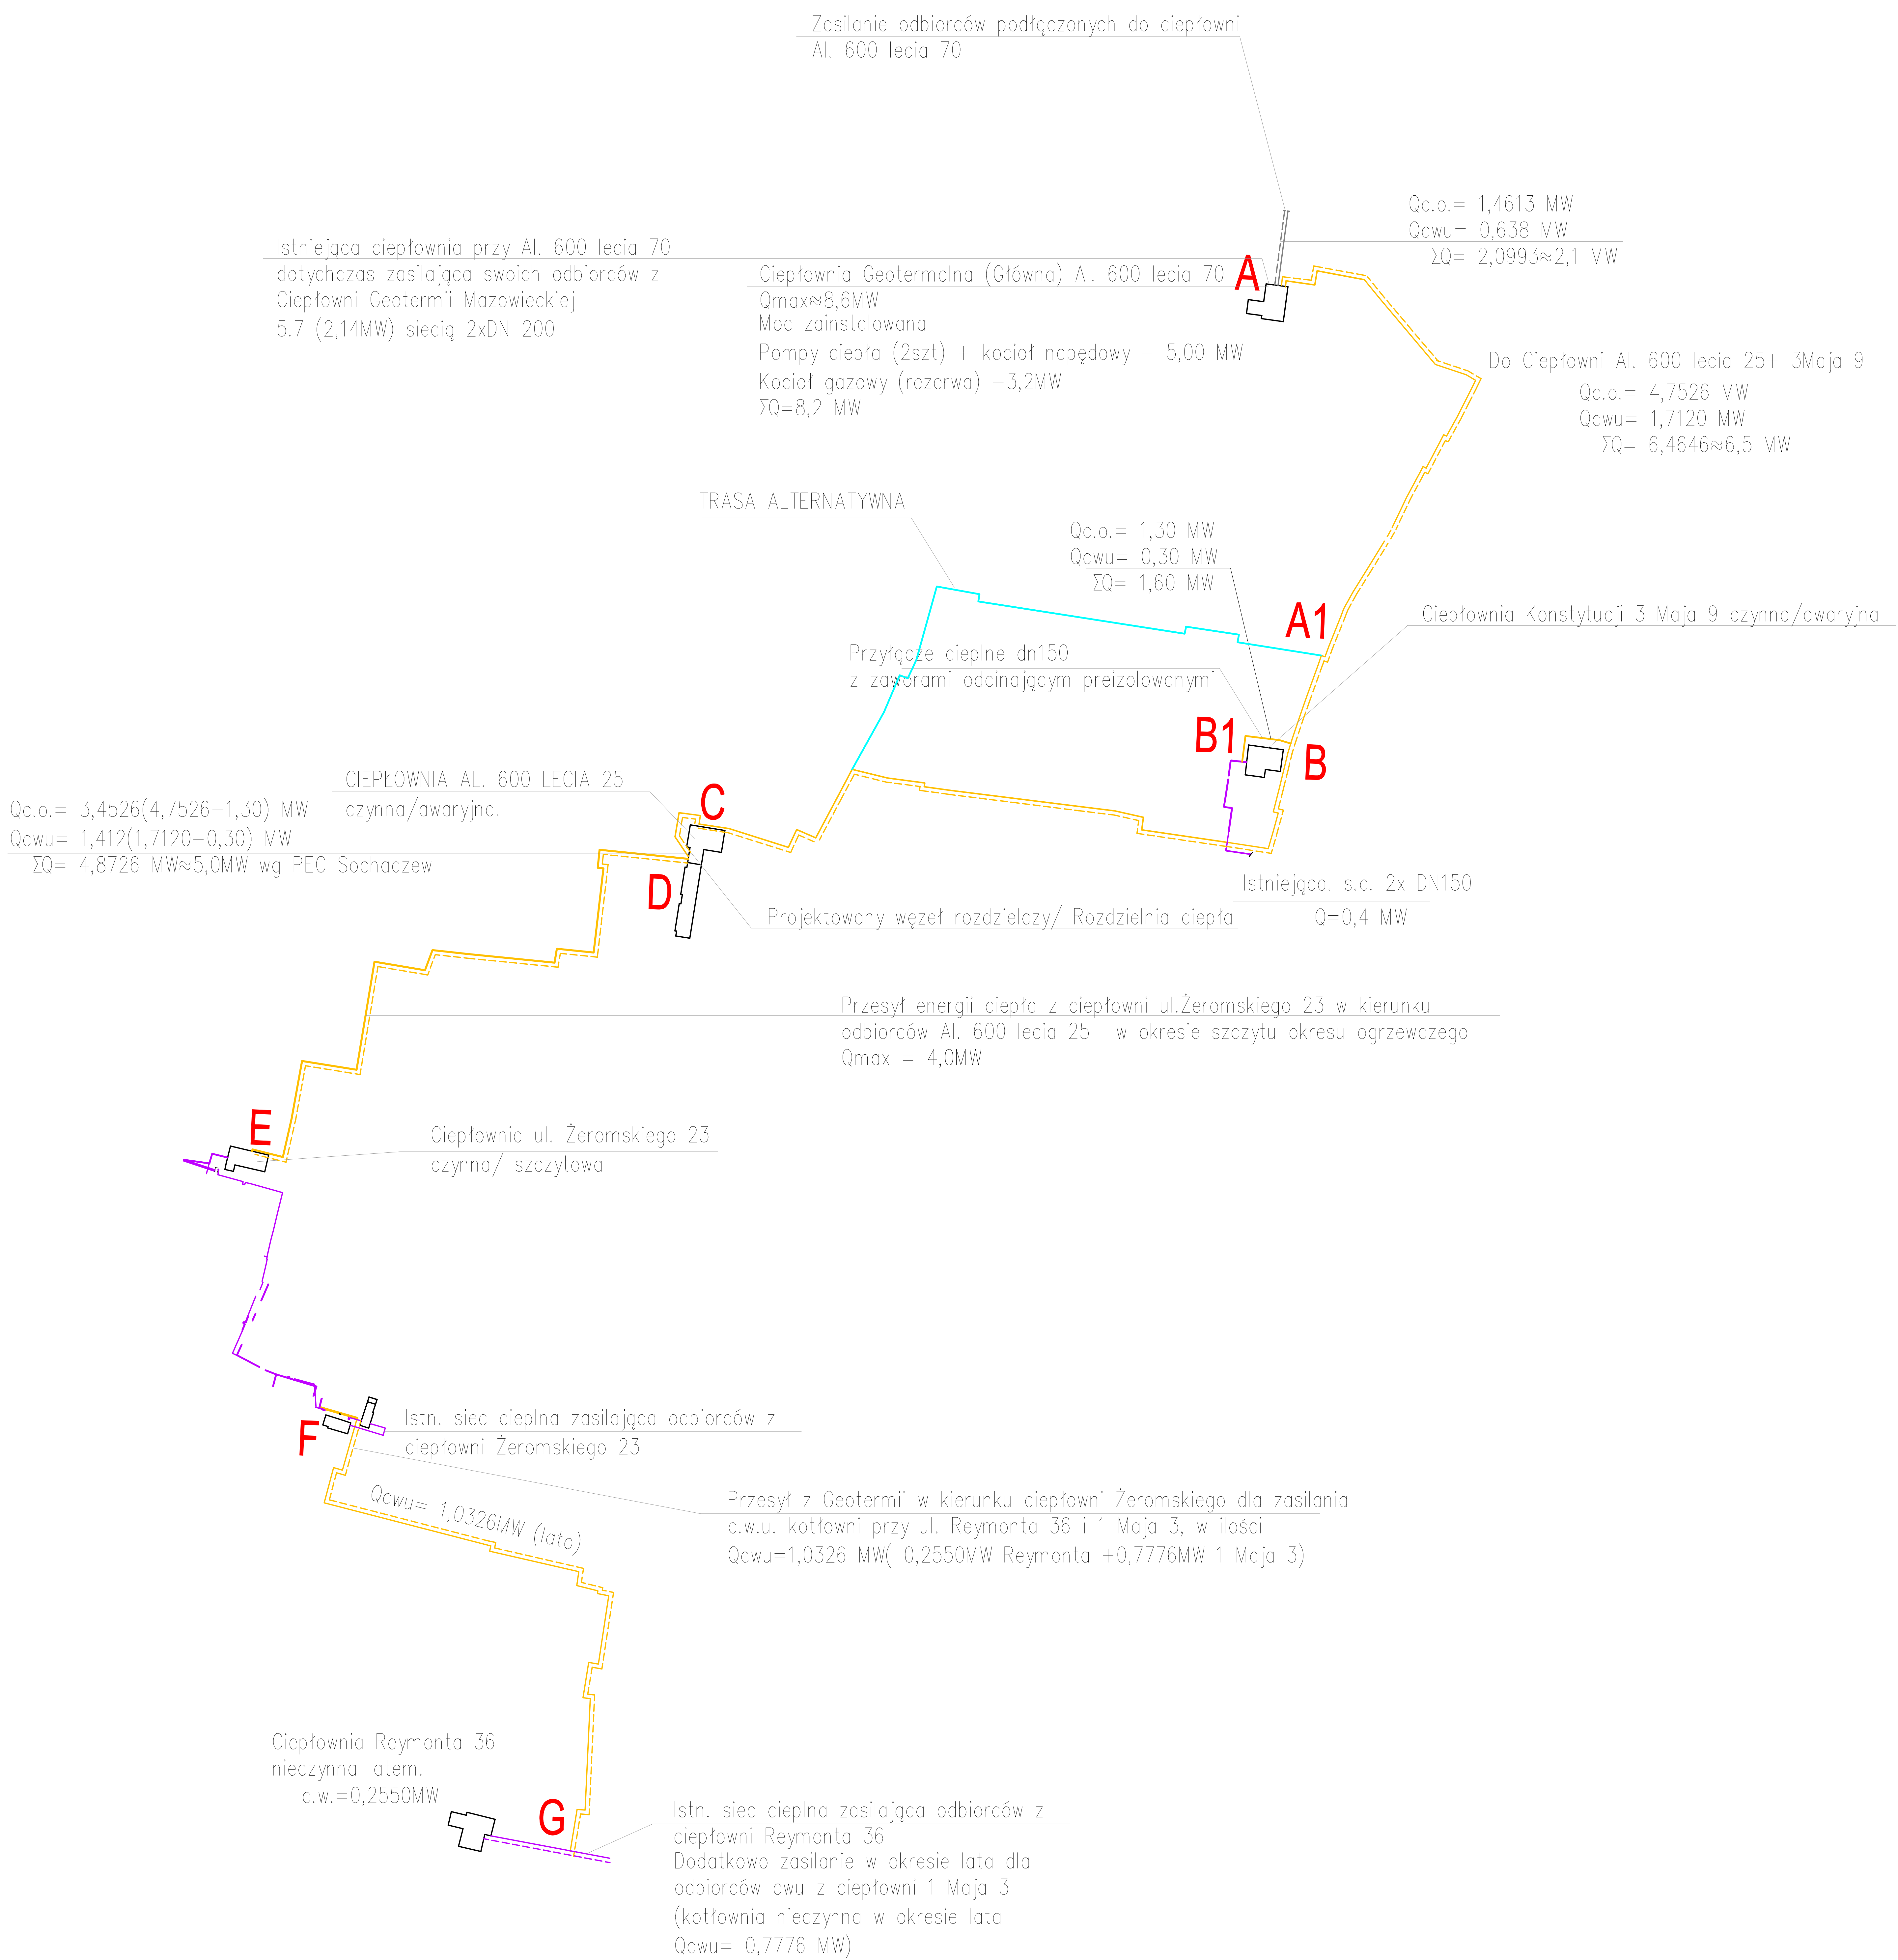 Zasilanie odbiorców podłączonych do ciepłowni
Al. 600 lecia 70
Qc.o.= 1,4613 MW
Qcwu= 0,638 MW
ΣQ= 2,0993≈2,1 MW
Istniejąca ciepłownia przy Al. 600 lecia 70
dotychczas zasilająca swoich odbiorców z
Ciepłowni Geotermii Mazowieckiej
5.7 (2,14MW) siecią 2xDN 200
Ciepłownia Geotermalna (Główna) Al. 600 lecia 70
Qmax≈8,6MW
Moc zainstalowana
Pompy ciepła (2szt) + kocioł napędowy – 5,00 MW
Kocioł gazowy (rezerwa) –3,2MW
ΣQ=8,2 MW
A
Do Ciepłowni Al. 600 lecia 25+ 3Maja 9
Qc.o.= 4,7526 MW
Qcwu= 1,7120 MW
ΣQ= 6,4646≈6,5 MW
TRASA ALTERNATYWNA
Qc.o.= 1,30 MW
Qcwu= 0,30 MW
ΣQ= 1,60 MW
A1
Ciepłownia Konstytucji 3 Maja 9 czynna/awaryjna
Przyłącze cieplne dn150
z zaworami odcinającym preizolowanymi
B1
B
CIEPŁOWNIA AL. 600 LECIA 25
czynna/awaryjna.
C
Qc.o.= 3,4526(4,7526–1,30) MW
Qcwu= 1,412(1,7120–0,30) MW
ΣQ= 4,8726 MW≈5,0MW wg PEC Sochaczew
D
Istniejąca. s.c. 2x DN150
Q=0,4 MW
Projektowany węzeł rozdzielczy/ Rozdzielnia ciepła
Przesył energii ciepła z ciepłowni ul.Żeromskiego 23 w kierunku
odbiorców Al. 600 lecia 25– w okresie szczytu okresu ogrzewczego
Qmax = 4,0MW
E
Ciepłownia ul. Żeromskiego 23
czynna/ szczytowa
F
Istn. siec cieplna zasilająca odbiorców z
ciepłowni Żeromskiego 23
Qcwu= 1,0326MW (lato)
Przesył z Geotermii w kierunku ciepłowni Żeromskiego dla zasilania
c.w.u. kotłowni przy ul. Reymonta 36 i 1 Maja 3, w ilości
Qcwu=1,0326 MW( 0,2550MW Reymonta +0,7776MW 1 Maja 3)
Ciepłownia Reymonta 36
nieczynna latem.
c.w.=0,2550MW
G
Istn. siec cieplna zasilająca odbiorców z
ciepłowni Reymonta 36
Dodatkowo zasilanie w okresie lata dla
odbiorców cwu z ciepłowni 1 Maja 3
(kotłownia nieczynna w okresie lata
Qcwu= 0,7776 MW)